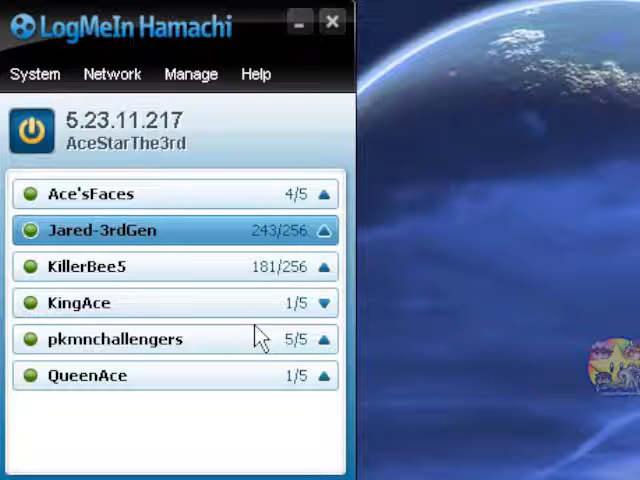 LogMeIn Hamachi
System Network Manage Help
5.23.11.217
AceStarThe3rd
Ace'sFaces 4/5
Jared-3rdGen 243/256
KillerBee5 181/256
KingAce 1/5
pkmnchallengers 5/5
QueenAce 1/5